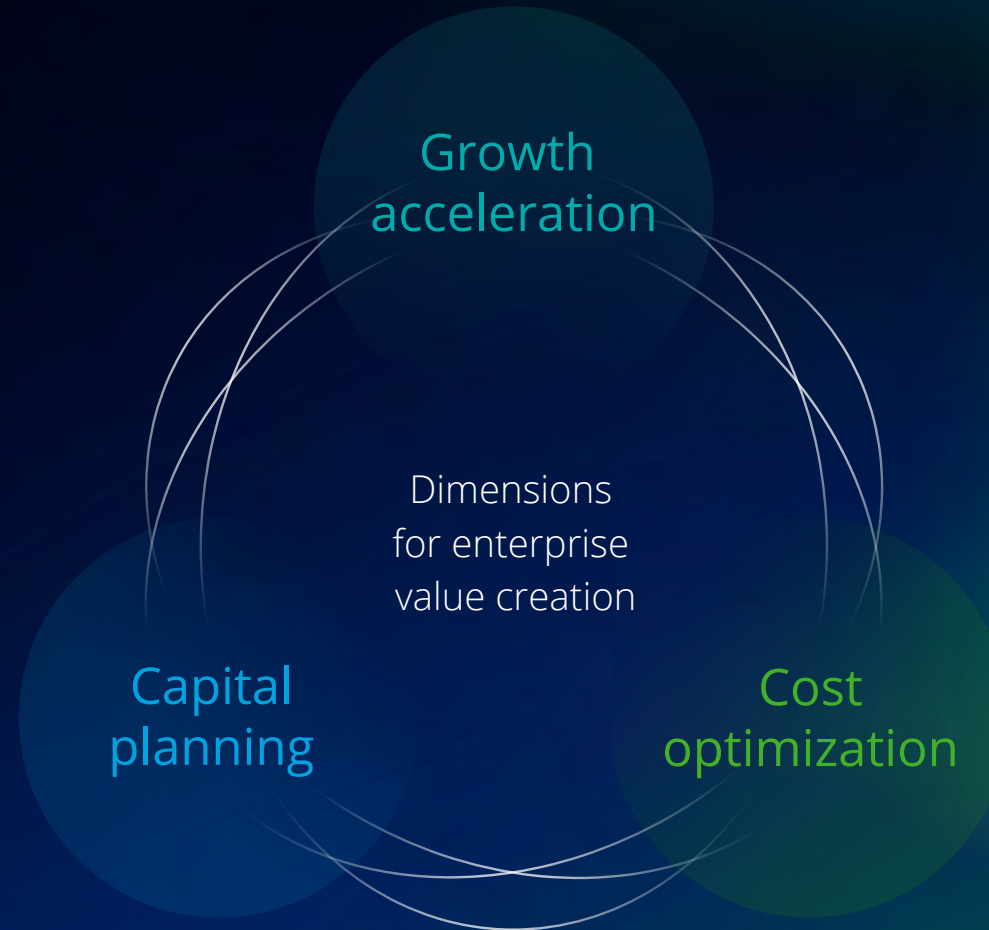 Growth
acceleration
Dimensions
for enterprise
value creation
Capital
planning
Cost
optimization